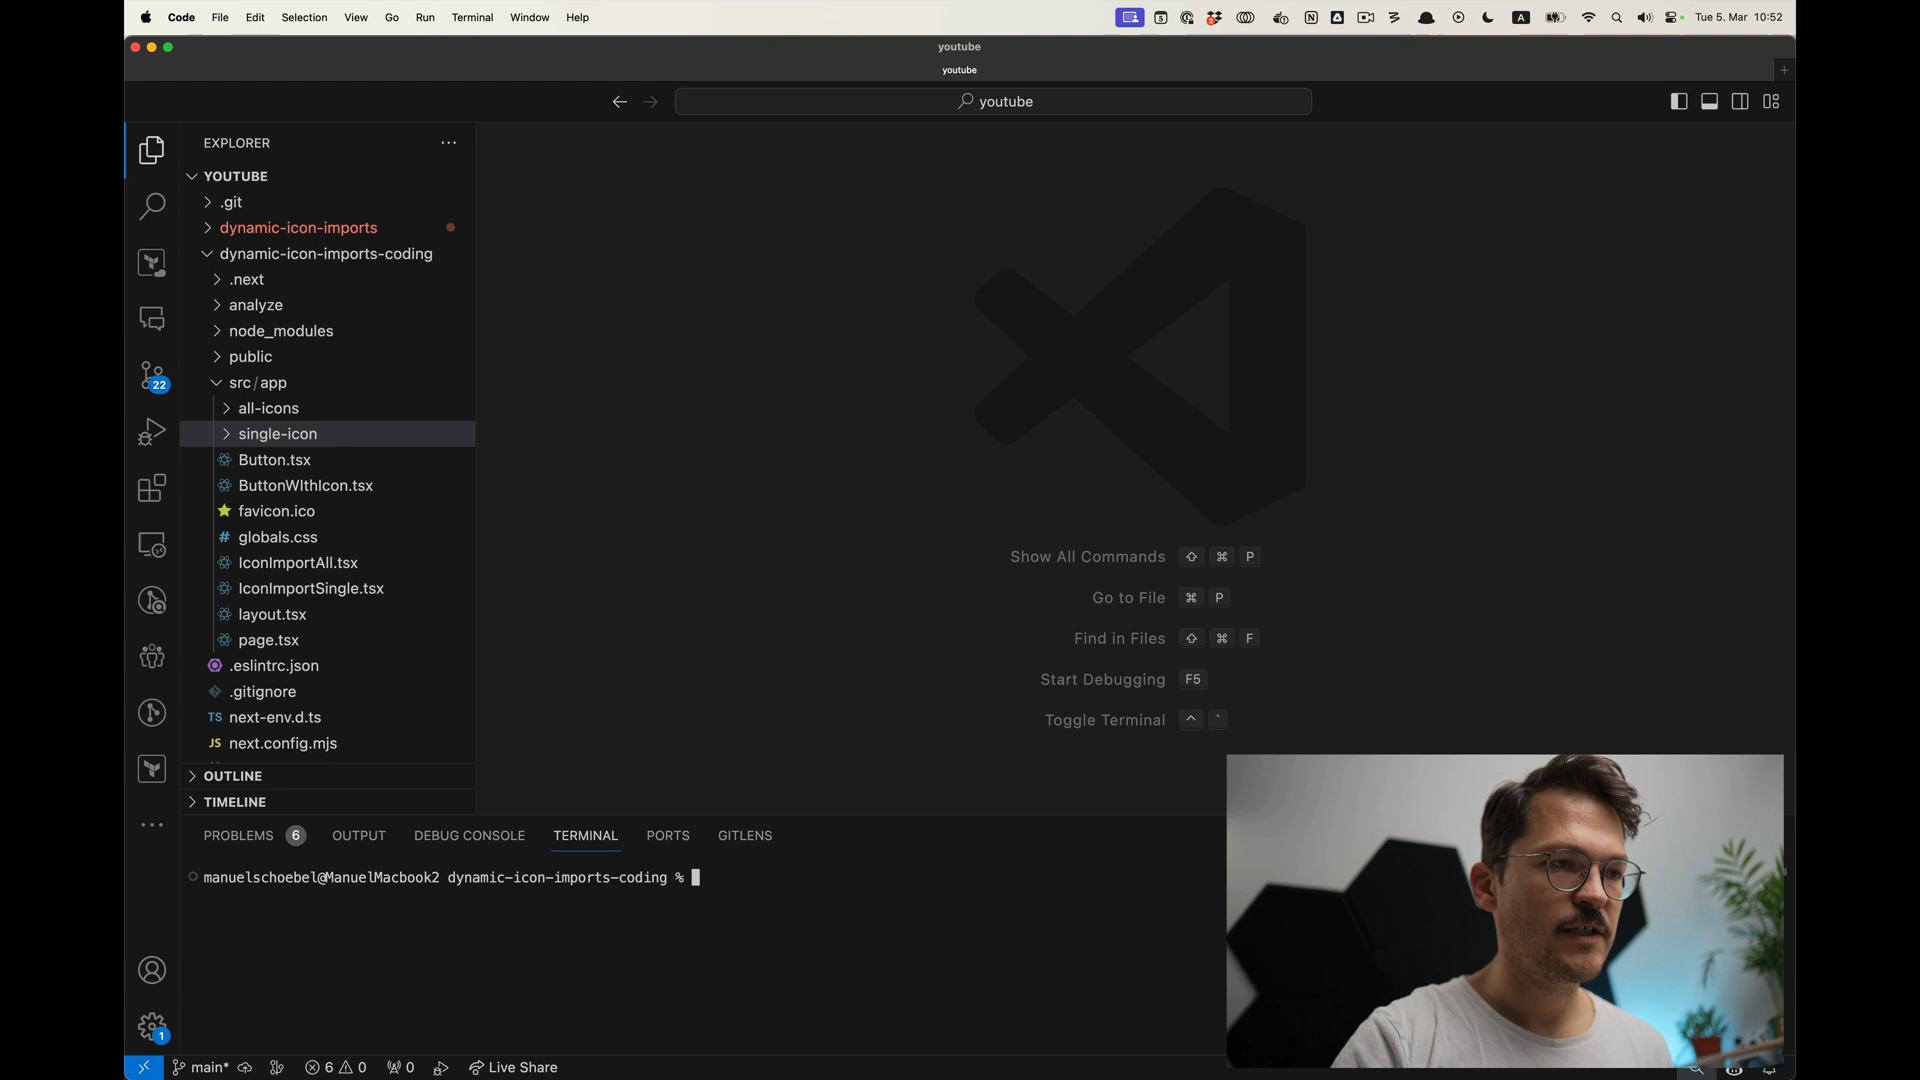 Code File Edit Selection View Go Run Terminal Window Help
5 3 A Tue 5. Mar 10:52
youtube
youtube
youtube
EXPLORER
YOUTUBE
.git
dynamic-icon-imports
dynamic-icon-imports-coding
.next
analyze
node_modules
public
src/app
all-icons
single-icon
Button.tsx
ButtonWIthIcon.tsx
favicon.ico
# globals.css
IconImportAll.tsx
IconImportSingle.tsx
layout.tsx
page.tsx
.eslintrc.json
.gitignore
TS next-env.d.ts
JS next.config.mjs
OUTLINE
TIMELINE
22
1
Show All Commands ⇧ ⌘ P
Go to File ⌘ P
Find in Files ⇧ ⌘ F
Start Debugging F5
Toggle Terminal ^ `
PROBLEMS 6 OUTPUT DEBUG CONSOLE TERMINAL PORTS GITLENS
manuelschoebel@ManuelMacbook2 dynamic-icon-imports-coding %
main* 6 0 0 Live Share